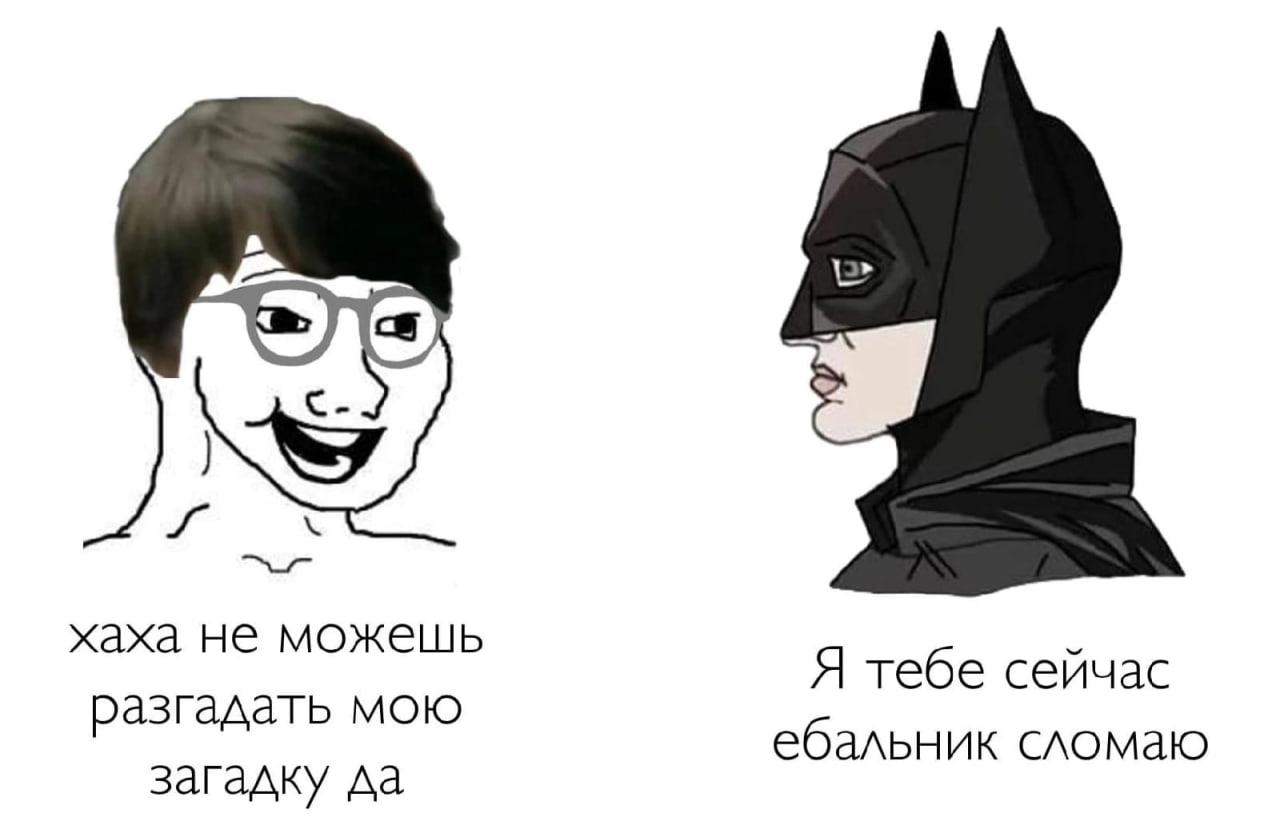 хаха не можешь
разгадать мою
загадку да
Я тебе сейчас
ебальник сломаю